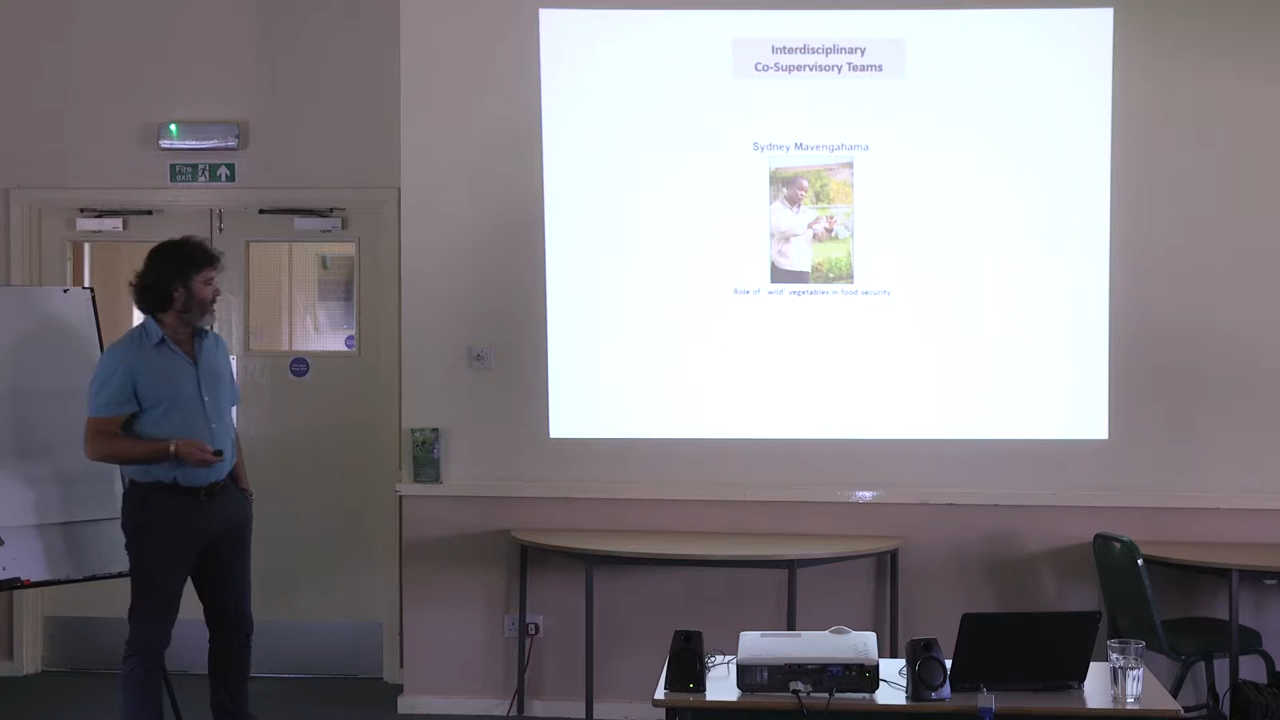 Interdisciplinary
Co-Supervisory Teams
Sydney Mavengahama
Role of 'wild' vegetables in food security
Fire
exit